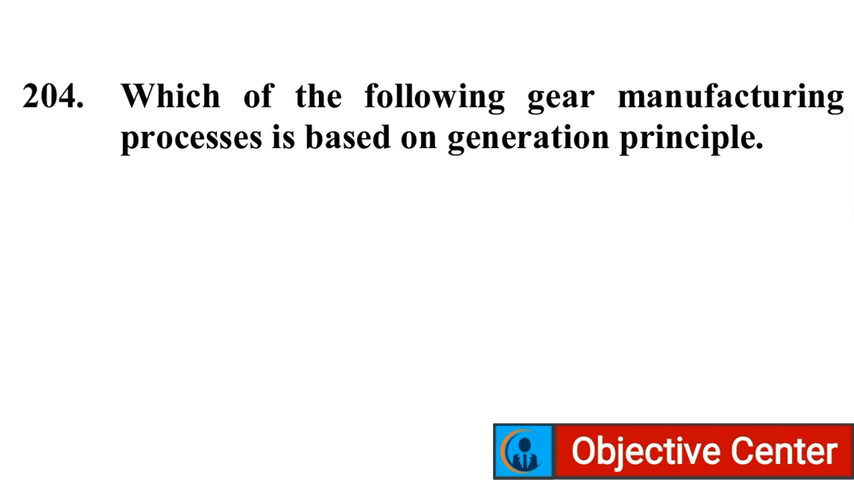 204. Which of the following gear manufacturing
processes is based on generation principle.
Objective Center